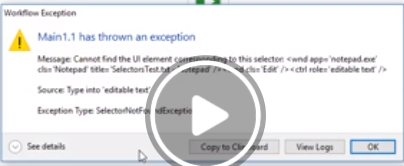 Workflow Exception
Main1.1 has thrown an exception
Message: Cannot find the UI element corresponding to this selector: <wnd app='notepad.exe'
cls='Notepad' title='SelectorsTest.txt - Notepad' /><wnd cls='Edit' /><ctrl role='editable text' />
Source: Type into 'editable text'
Exception Type: SelectorNotFoundException
See details
Copy to Clipboard
View Logs
OK